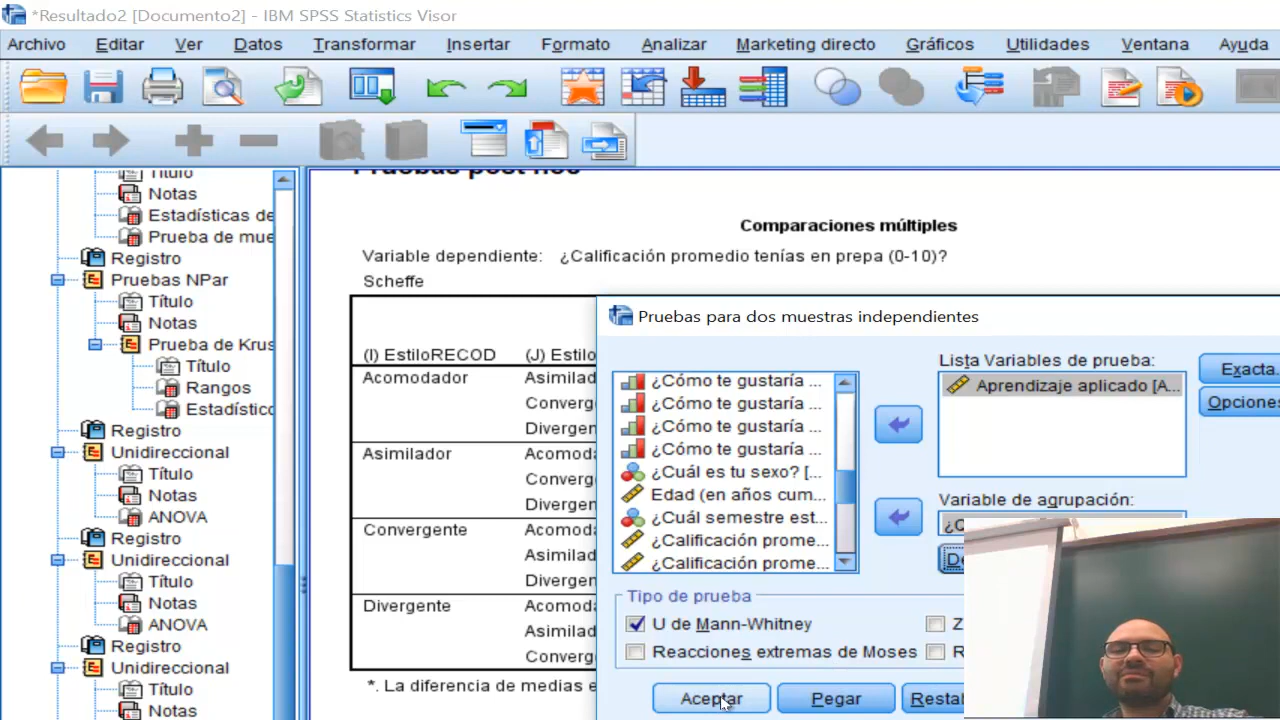 *Resultado2 [Documento2] - IBM SPSS Statistics Visor
Archivo Editar Ver Datos Transformar Insertar Formato Analizar Marketing directo Gráficos Utilidades Ventana Ayuda
Título
Notas
Estadísticas de
Prueba de mue
Registro
Pruebas NPar
Título
Notas
Prueba de Krus
Título
Rangos
Estadístico
Registro
Unidireccional
Título
Notas
ANOVA
Registro
Unidireccional
Título
Notas
ANOVA
Registro
Unidireccional
Título
Notas
Pruebas post hoc
Comparaciones múltiples
Variable dependiente: ¿Calificación promedio tenías en prepa (0-10)?
Scheffe
(I) EstiloRECOD (J) Estilo
Acomodador Asimilad
Converg
Divergen
Asimilador Acomod
Converg
Divergen
Convergente Acomod
Asimilad
Divergen
Divergente Acomod
Asimilad
Converg
*. La diferencia de medias e
Pruebas para dos muestras independientes
¿Cómo te gustaría ...
¿Cómo te gustaría ...
¿Cómo te gustaría ...
¿Cómo te gustaría ...
¿Cuál es tu sexo? [...
Edad (en años cum...
¿Cuál semestre est...
¿Calificación prome...
¿Calificación prome...
Lista Variables de prueba:
Aprendizaje aplicado [A...
Variable de agrupación:
Exacta.
Opciones
Tipo de prueba
U de Mann-Whitney Z
Reacciones extremas de Moses R
Aceptar Pegar Restab